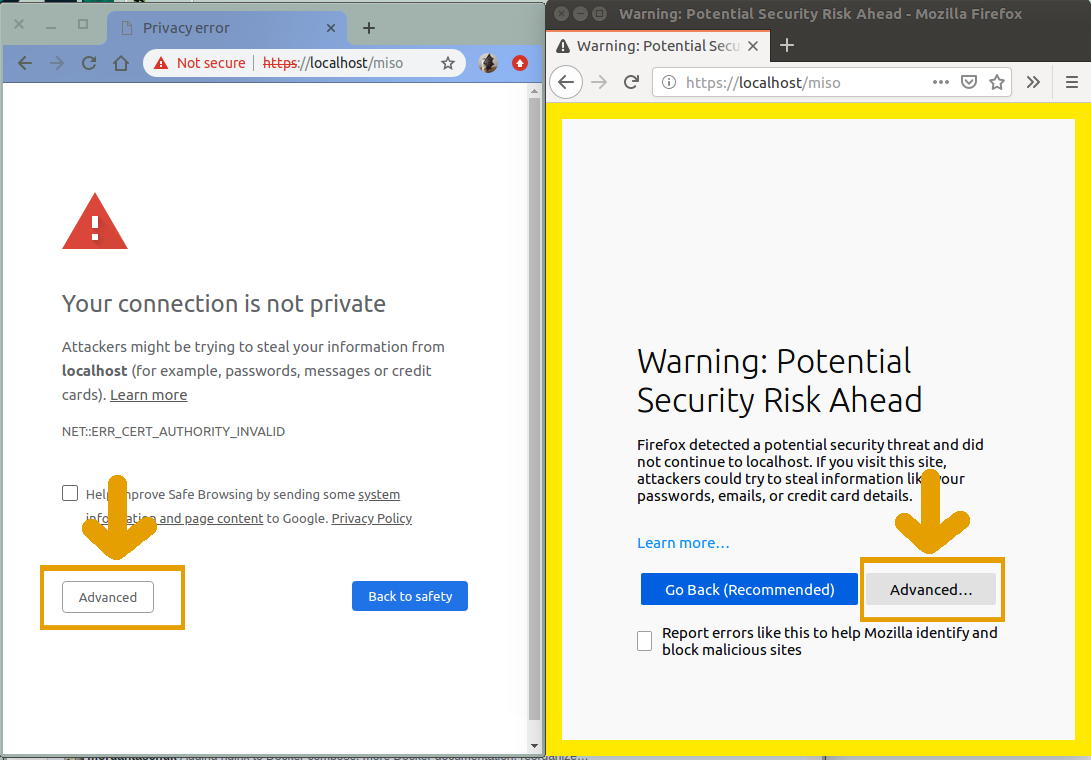 Privacy error
Not secure
https://localhost/miso
Your connection is not private
Attackers might be trying to steal your information from
localhost (for example, passwords, messages or credit
cards). Learn more
NET::ERR_CERT_AUTHORITY_INVALID
Help improve Safe Browsing by sending some system
information and page content to Google. Privacy Policy
Advanced
Back to safety
Warning: Potential Security Risk Ahead - Mozilla Firefox
Warning: Potential Secu
https://localhost/miso
Warning: Potential
Security Risk Ahead
Firefox detected a potential security threat and did
not continue to localhost. If you visit this site,
attackers could try to steal information like your
passwords, emails, or credit card details.
Learn more…
Go Back (Recommended)
Advanced…
Report errors like this to help Mozilla identify and
block malicious sites